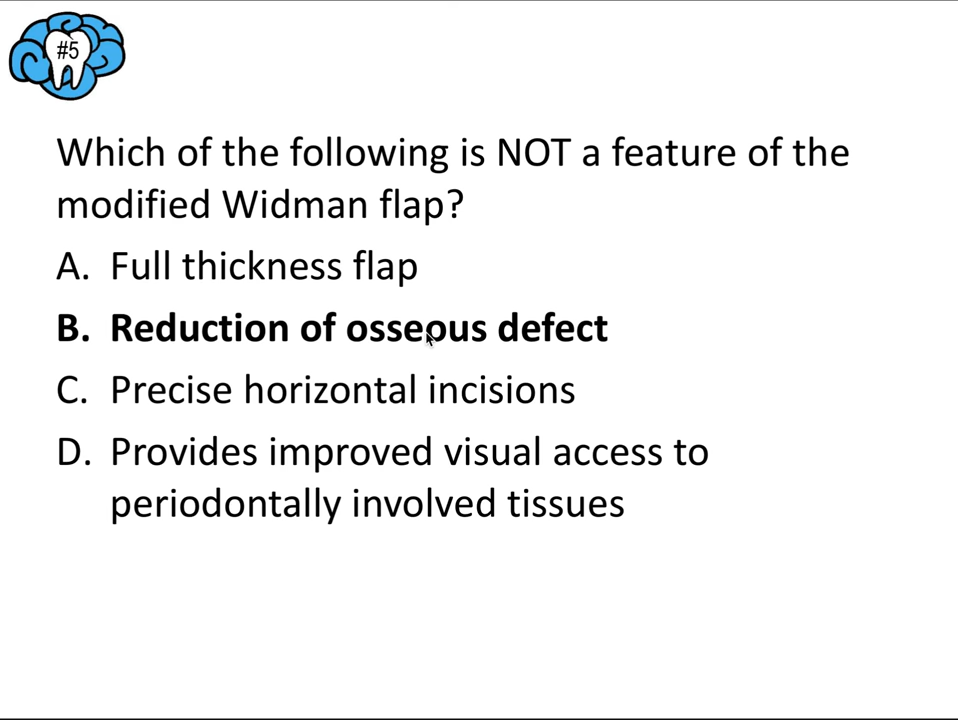 #5
Which of the following is NOT a feature of the
modified Widman flap?
A. Full thickness flap
B. Reduction of osseous defect
C. Precise horizontal incisions
D. Provides improved visual access to
periodontally involved tissues